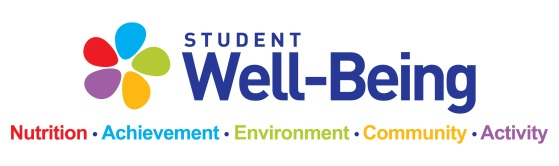 STUDENT
Well-Being
Nutrition • Achievement • Environment • Community • Activity